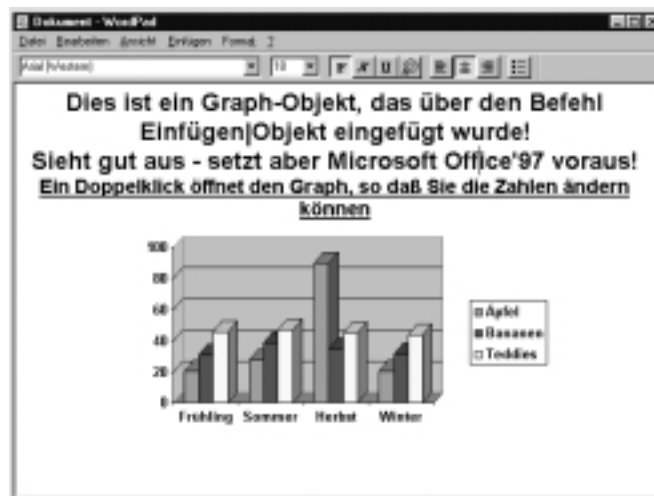 Dokument - WordPad
Datei Bearbeiten Ansicht Einfügen Format ?
Arial (Western) 18
F K U
Dies ist ein Graph-Objekt, das über den Befehl
Einfügen|Objekt eingefügt wurde!
Sieht gut aus - setzt aber Microsoft Office'97 voraus!
Ein Doppelklick öffnet den Graph, so daß Sie die Zahlen ändern
können
100
80
60
40
20
0
Frühling Sommer Herbst Winter
Äpfel
Bananen
Teddies